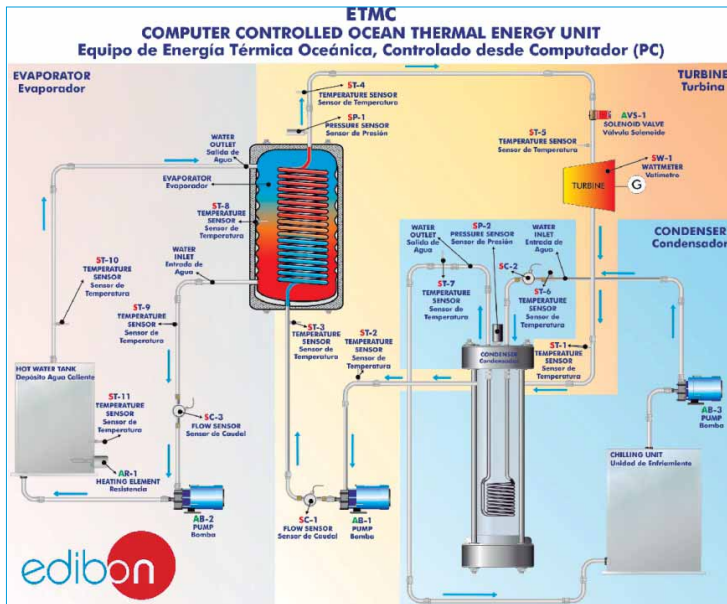 ETMC
COMPUTER CONTROLLED OCEAN THERMAL ENERGY UNIT
Equipo de Energía Térmica Oceánica, Controlado desde Computador (PC)
EVAPORATOR
Evaporador
TURBINE
Turbina
ST-4
TEMPERATURE SENSOR
Sensor de Temperatura
SP-1
PRESSURE SENSOR
Sensor de Presión
AVS-1
SOLENOID VALVE
Válvula Solenoide
ST-5
TEMPERATURE SENSOR
Sensor de Temperatura
SW-1
WATTMETER
Vatímetro
TURBINE
G
WATER
OUTLET
Salida de
Agua
EVAPORATOR
Evaporador
ST-8
TEMPERATURE
SENSOR
Sensor de
Temperatura
WATER
INLET
Entrada de
Agua
ST-10
TEMPERATURE
SENSOR
Sensor de
Temperatura
ST-9
TEMPERATURE
SENSOR
Sensor de
Temperatura
WATER
OUTLET
Salida de
Agua
SP-2
PRESSURE SENSOR
Sensor de Presión
WATER
INLET
Entrada de
Agua
SC-2
CONDENSER
Condensador
ST-7
TEMPERATURE
SENSOR
Sensor de
Temperatura
ST-6
TEMPERATURE
SENSOR
Sensor de
Temperatura
ST-3
TEMPERATURE
SENSOR
Sensor de
Temperatura
ST-2
TEMPERATURE
SENSOR
Sensor de
Temperatura
CONDENSER
Condensador
ST-1
TEMPERATURE
SENSOR
Sensor de
Temperatura
HOT WATER TANK
Depósito Agua Caliente
ST-11
TEMPERATURE
SENSOR
Sensor de
Temperatura
AR-1
HEATING ELEMENT
Resistencia
SC-3
FLOW SENSOR
Sensor de Caudal
AB-3
PUMP
Bomba
CHILLING UNIT
Unidad de Enfriamiento
AB-2
PUMP
Bomba
SC-1
FLOW SENSOR
Sensor de Caudal
AB-1
PUMP
Bomba
edibon